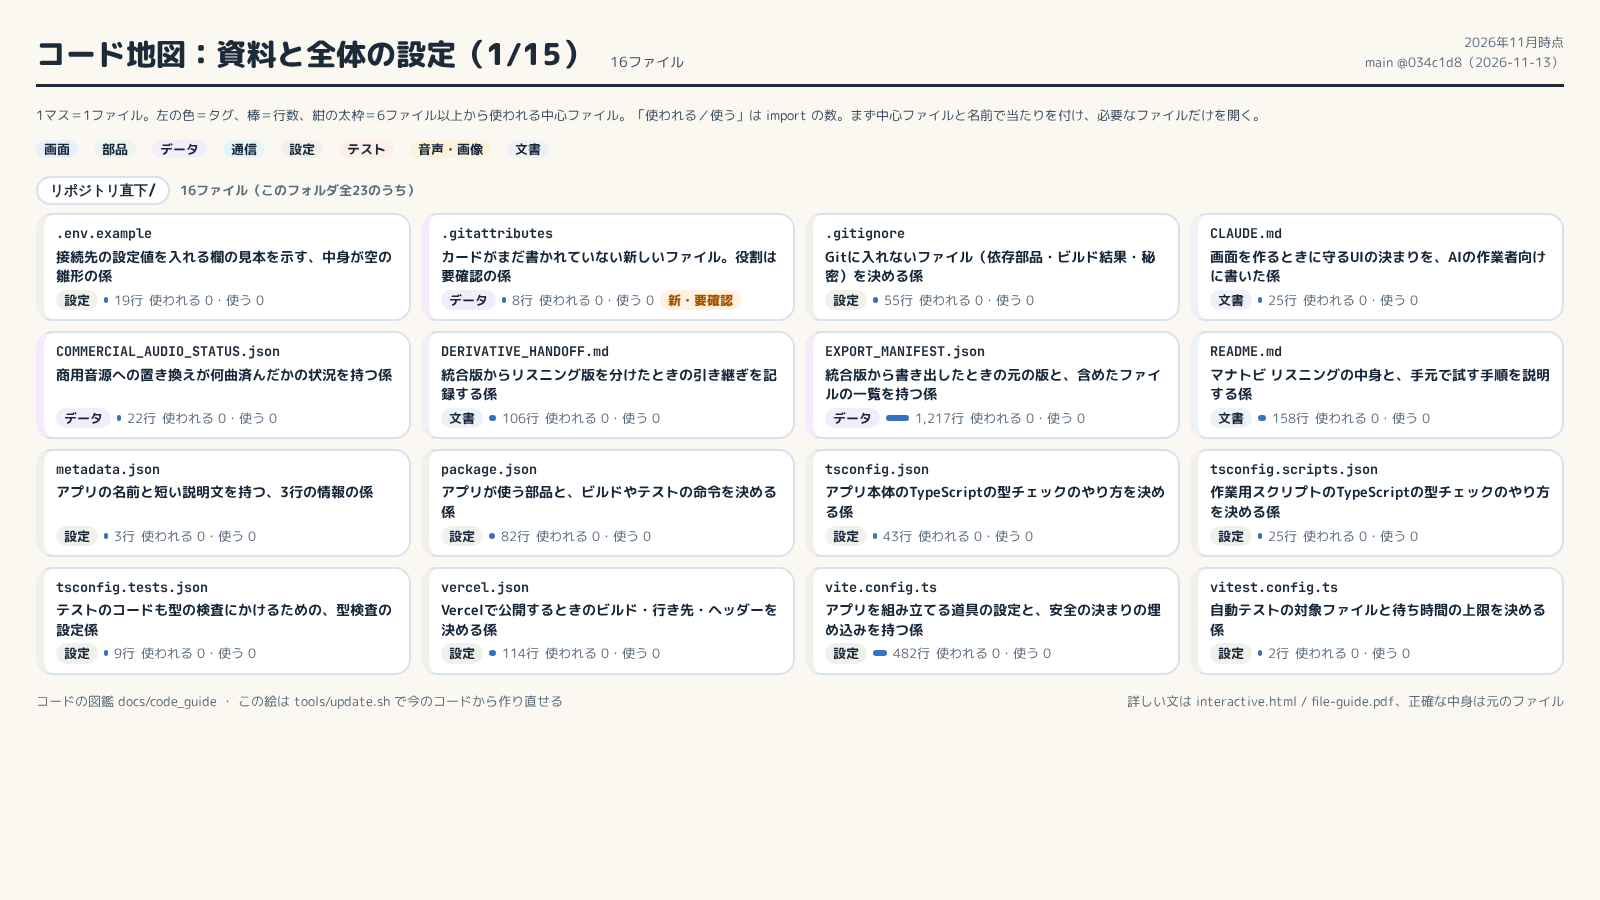 コード地図：資料と全体の設定（1/15）
16ファイル
2026年11月時点
main @034c1d8（2026-11-13）
1マス＝1ファイル。左の色＝タグ、棒＝行数、紺の太枠＝6ファイル以上から使われる中心ファイル。「使われる／使う」は import の数。まず中心ファイルと名前で当たりを付け、必要なファイルだけを開く。
画面 部品 データ 通信 設定 テスト 音声・画像 文書
リポジトリ直下/ 16ファイル（このフォルダ全23のうち）
.env.example
接続先の設定値を入れる欄の見本を示す、中身が空の
雛形の係
設定 19行 使われる 0 · 使う 0
.gitattributes
カードがまだ書かれていない新しいファイル。役割は
要確認の係
データ 8行 使われる 0 · 使う 0 新・要確認
.gitignore
Gitに入れないファイル（依存部品・ビルド結果・秘
密）を決める係
設定 55行 使われる 0 · 使う 0
CLAUDE.md
画面を作るときに守るUIの決まりを、AIの作業者向け
に書いた係
文書 25行 使われる 0 · 使う 0
COMMERCIAL_AUDIO_STATUS.json
商用音源への置き換えが何曲済んだかの状況を持つ係
データ 22行 使われる 0 · 使う 0
DERIVATIVE_HANDOFF.md
統合版からリスニング版を分けたときの引き継ぎを記
録する係
文書 106行 使われる 0 · 使う 0
EXPORT_MANIFEST.json
統合版から書き出したときの元の版と、含めたファイ
ルの一覧を持つ係
データ 1,217行 使われる 0 · 使う 0
README.md
マナトビ リスニングの中身と、手元で試す手順を説明
する係
文書 158行 使われる 0 · 使う 0
metadata.json
アプリの名前と短い説明文を持つ、3行の情報の係
設定 3行 使われる 0 · 使う 0
package.json
アプリが使う部品と、ビルドやテストの命令を決める
係
設定 82行 使われる 0 · 使う 0
tsconfig.json
アプリ本体のTypeScriptの型チェックのやり方を決め
る係
設定 43行 使われる 0 · 使う 0
tsconfig.scripts.json
作業用スクリプトのTypeScriptの型チェックのやり方
を決める係
設定 25行 使われる 0 · 使う 0
tsconfig.tests.json
テストのコードも型の検査にかけるための、型検査の
設定係
設定 9行 使われる 0 · 使う 0
vercel.json
Vercelで公開するときのビルド・行き先・ヘッダーを
決める係
設定 114行 使われる 0 · 使う 0
vite.config.ts
アプリを組み立てる道具の設定と、安全の決まりの埋
め込みを持つ係
設定 482行 使われる 0 · 使う 0
vitest.config.ts
自動テストの対象ファイルと待ち時間の上限を決める
係
設定 2行 使われる 0 · 使う 0
コードの図鑑 docs/code_guide · この絵は tools/update.sh で今のコードから作り直せる
詳しい文は interactive.html / file-guide.pdf、正確な中身は元のファイル